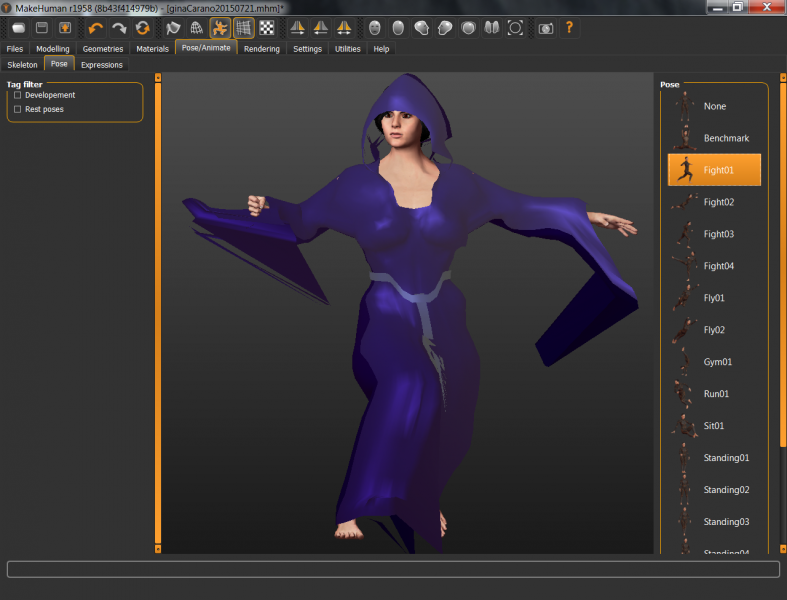 MakeHuman r1958 (8b43f414979b) - [ginaCarano20150721.mhm]*
Files Modelling Geometries Materials Pose/Animate Rendering Settings Utilities Help
Skeleton Pose Expressions
Tag filter
Developement
Rest poses
Pose
None
Benchmark
Fight01
Fight02
Fight03
Fight04
Fly01
Fly02
Gym01
Run01
Sit01
Standing01
Standing02
Standing03
Standing04